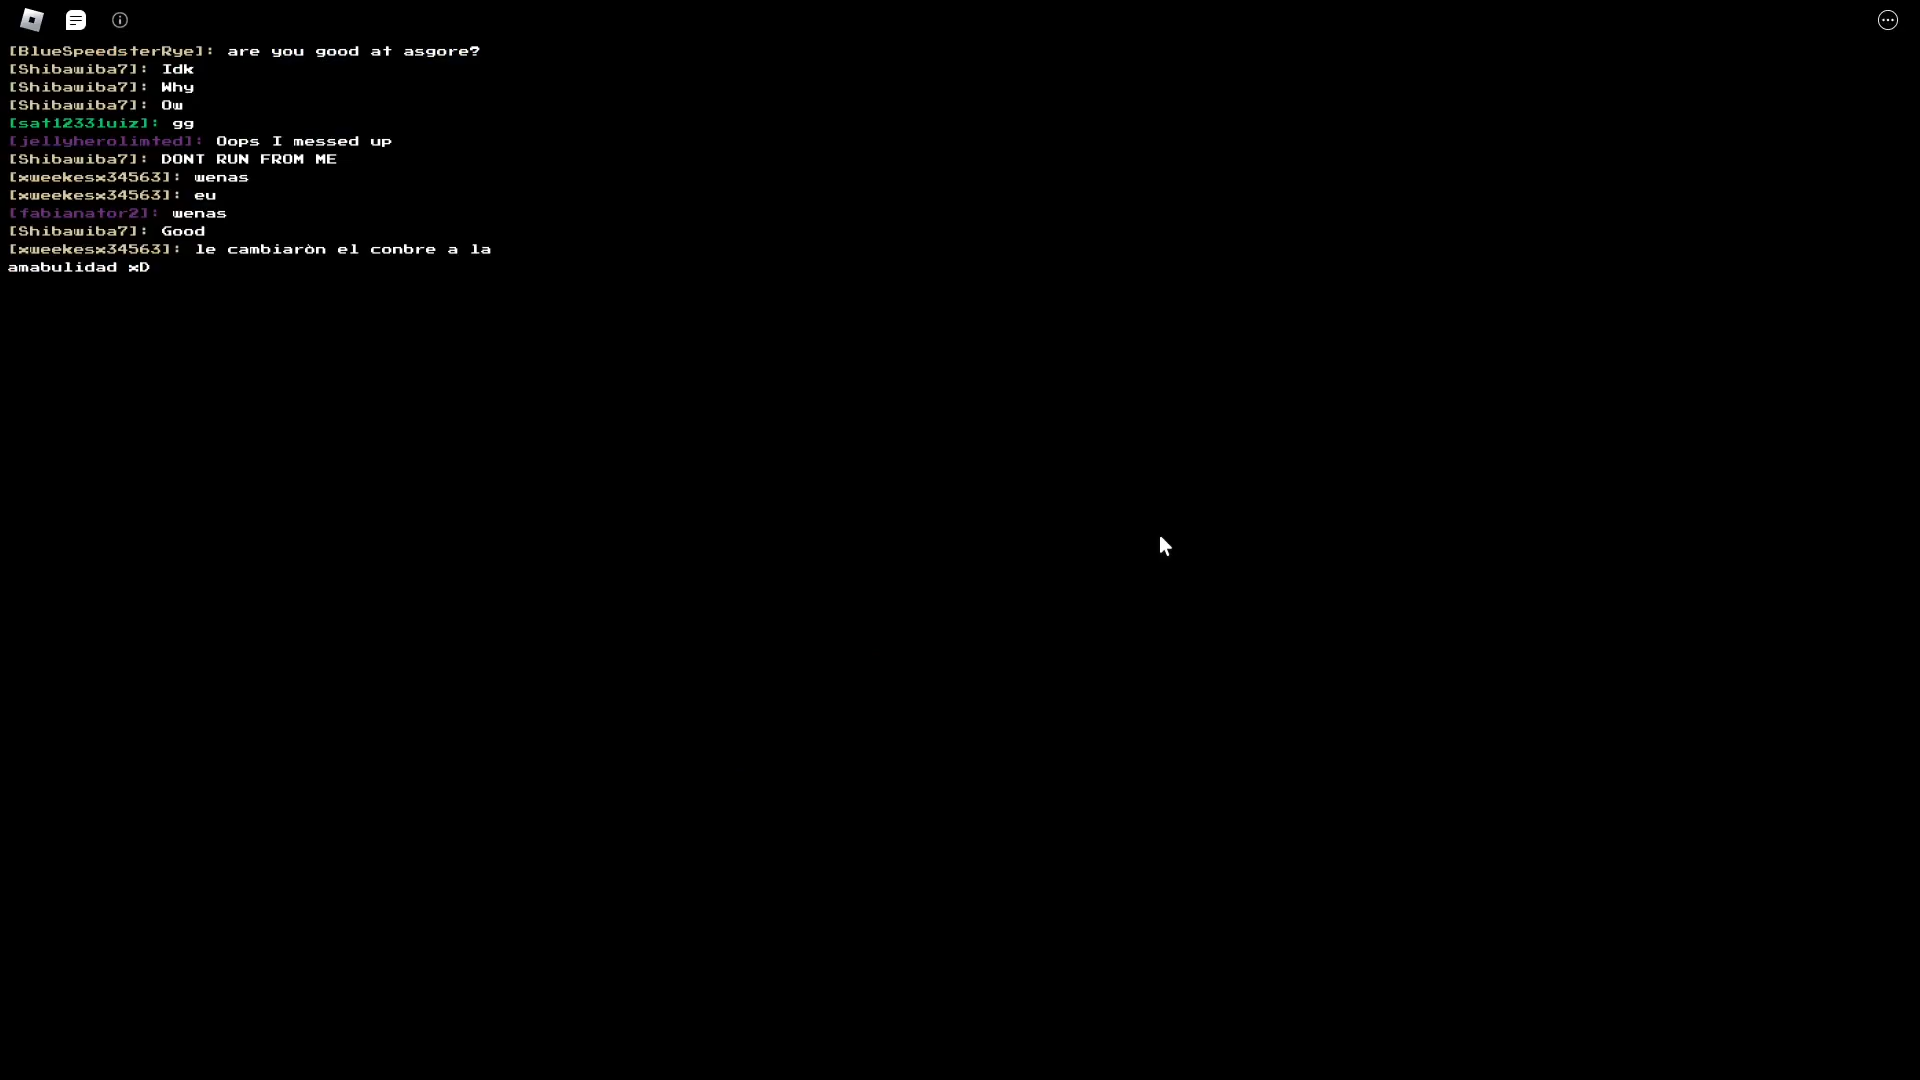 [BlueSpeedsterRye]: are you good at asgore?
[Shibawiba7]: Idk
[Shibawiba7]: Why
[Shibawiba7]: Ow
[sat12331uiz]: gg
[jellyherolimted]: Oops I messed up
[Shibawiba7]: DONT RUN FROM ME
[xweekesx34563]: wenas
[xweekesx34563]: eu
[fabianator2]: wenas
[Shibawiba7]: Good
[xweekesx34563]: le cambiaròn el conbre a la
amabulidad xD